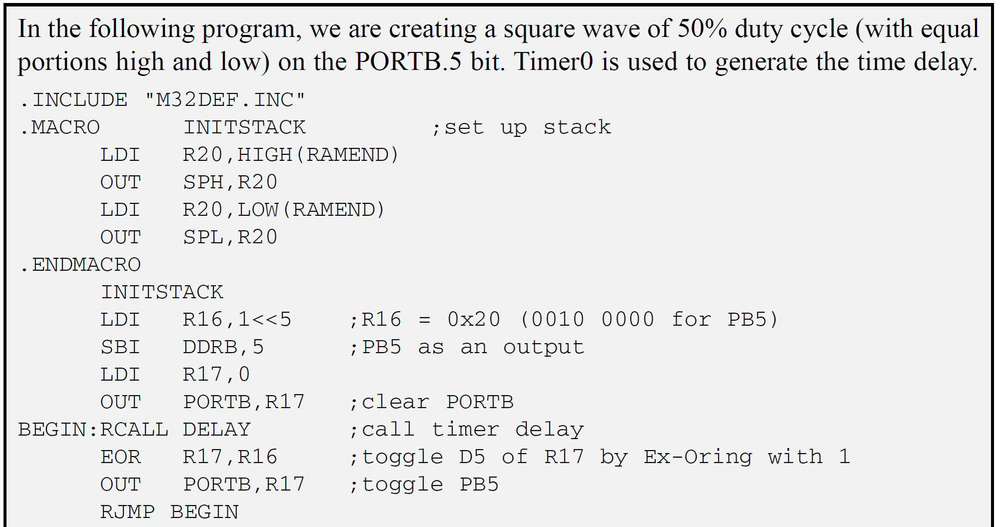 In the following program, we are creating a square wave of 50% duty cycle (with equal
portions high and low) on the PORTB.5 bit. Timer0 is used to generate the time delay.
.INCLUDE "M32DEF.INC"
.MACRO INITSTACK ;set up stack
LDI R20,HIGH(RAMEND)
OUT SPH,R20
LDI R20,LOW(RAMEND)
OUT SPL,R20
.ENDMACRO
INITSTACK
LDI R16,1<<5 ;R16 = 0x20 (0010 0000 for PB5)
SBI DDRB,5 ;PB5 as an output
LDI R17,0
OUT PORTB,R17 ;clear PORTB
BEGIN:RCALL DELAY ;call timer delay
EOR R17,R16 ;toggle D5 of R17 by Ex-Oring with 1
OUT PORTB,R17 ;toggle PB5
RJMP BEGIN